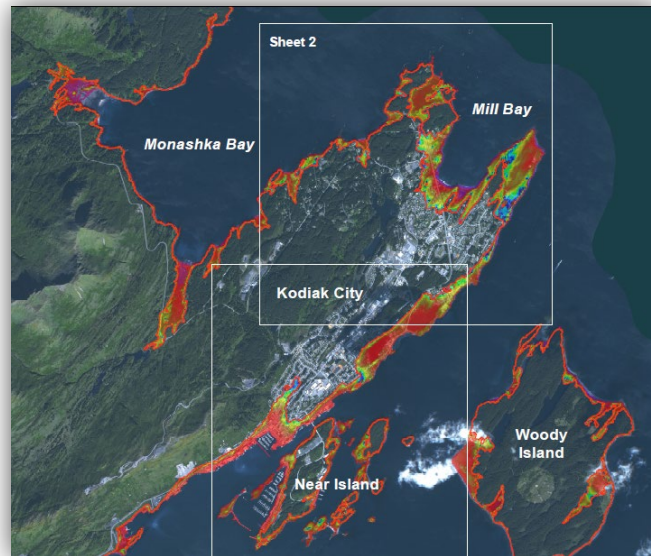 Sheet 2
Mill Bay
Monashka Bay
Kodiak City
Woody
Island
Near Island